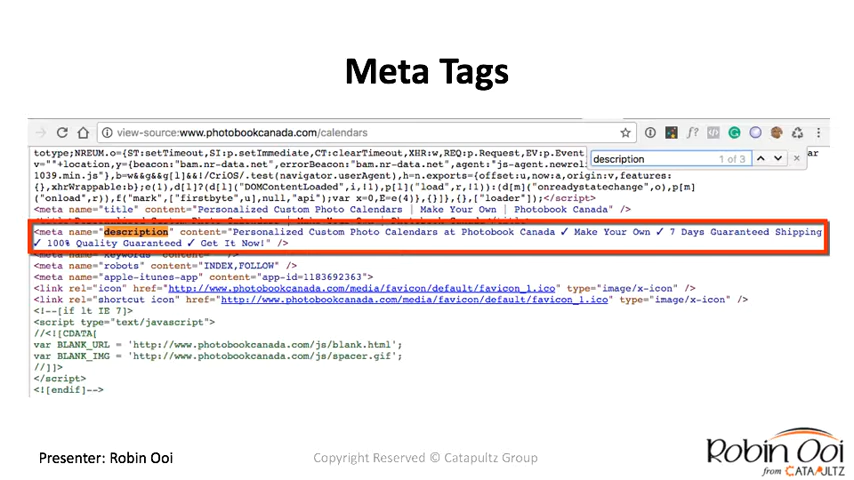 Meta Tags
view-source:www.photobookcanada.com/calendars
description 1 of 3
totype;NREUM.o={ST:setTimeout,SI:p.setImmediate,CT:clearTimeout,XHR:w,REQ:p.Request,EV:p.Event
v=""+location,y={beacon:"bam.nr-data.net",errorBeacon:"bam.nr-data.net",agent:"js-agent.newreli
1039.min.js"},b=w&&g&&g[l]&&!/CriOS/.test(navigator.userAgent),h=n.exports={offset:u,now:a,origin:v,features:
{},xhrWrappable:b};e(1),d[l]?(d[l]("DOMContentLoaded",i,!1),p[l]("load",r,!1)):(d[m]("onreadystatechange",o),p[m]
("onload",r)),f("mark",["firstbyte",u],null,"api");var x=0,E=e(4)},{}]},{},["loader"]);</script>
<meta name="title" content="Personalized Custom Photo Calendars | Make Your Own | Photobook Canada" />
<meta name="description" content="Personalized Custom Photo Calendars at Photobook Canada ✓ Make Your Own ✓ 7 Days Guaranteed Shipping
✓ 100% Quality Guaranteed ✓ Get It Now!" />
<meta name="keywords" content="" />
<meta name="robots" content="INDEX,FOLLOW" />
<meta name="apple-itunes-app" content="app-id=1183692363">
<link rel="icon" href="http://www.photobookcanada.com/media/favicon/default/favicon_1.ico" type="image/x-icon" />
<link rel="shortcut icon" href="http://www.photobookcanada.com/media/favicon/default/favicon_1.ico" type="image/x-icon" />
<!--[if lt IE 7]>
<script type="text/javascript">
//<![CDATA[
var BLANK_URL = 'http://www.photobookcanada.com/js/blank.html';
var BLANK_IMG = 'http://www.photobookcanada.com/js/spacer.gif';
//]]>
</script>
<![endif]-->
Presenter: Robin Ooi
Copyright Reserved © Catapultz Group
Robin Ooi
from CATAPULTZ